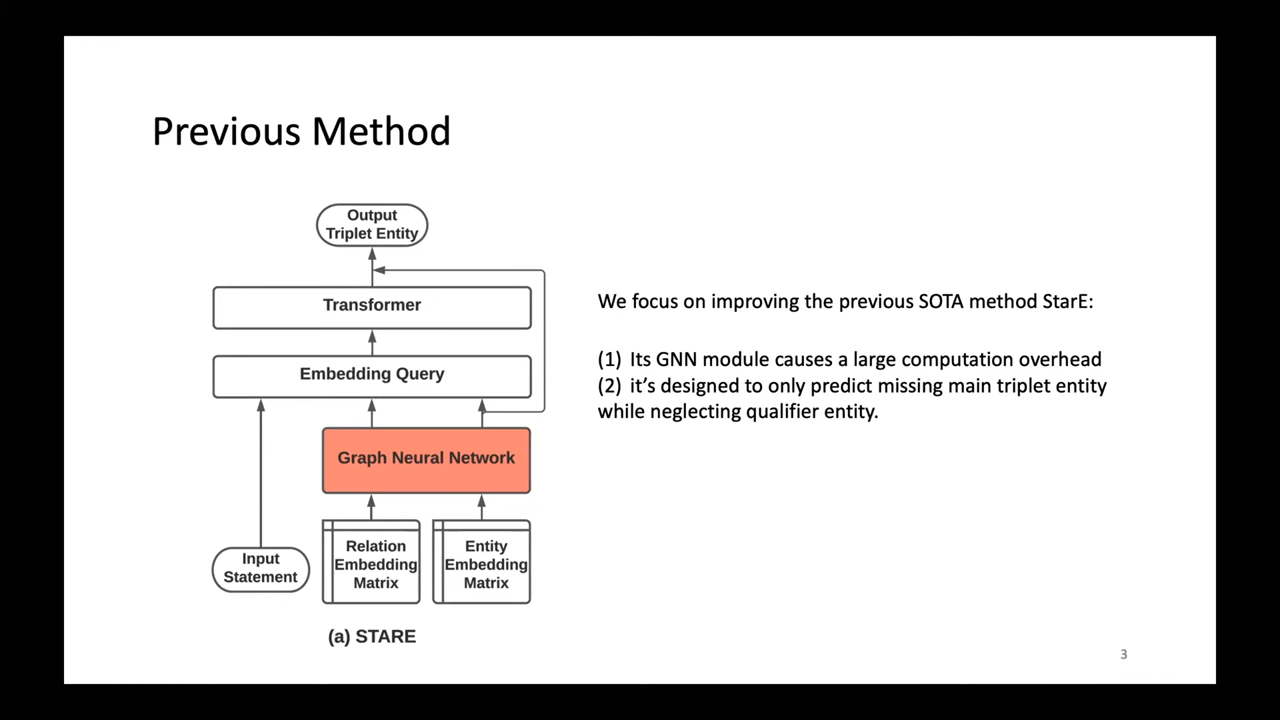 Previous Method
Output
Triplet Entity
Transformer
Embedding Query
Graph Neural Network
Input
Statement
Relation
Embedding
Matrix
Entity
Embedding
Matrix
(a) STARE
We focus on improving the previous SOTA method StarE:
(1) Its GNN module causes a large computation overhead
(2) it’s designed to only predict missing main triplet entity
while neglecting qualifier entity.
3